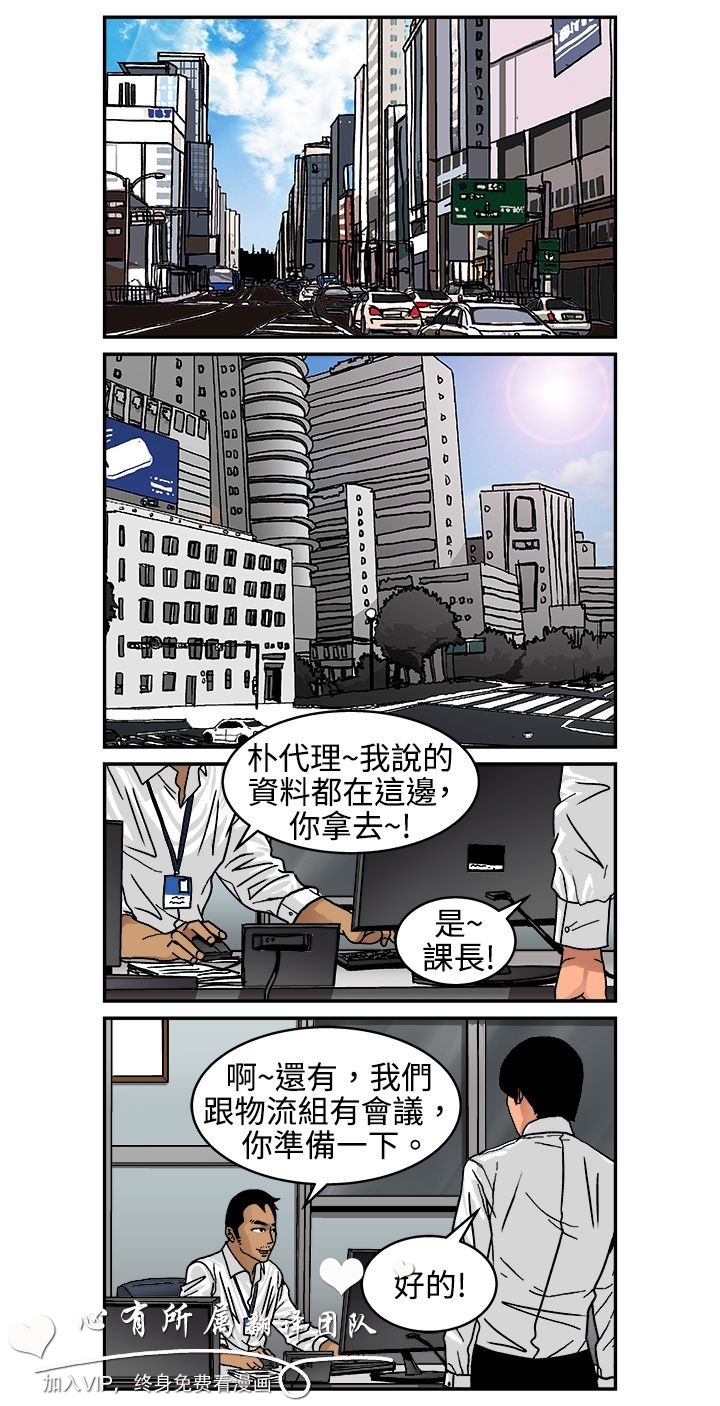 朴代理~我說的
資料都在這邊,
你拿去~!
是~
課長!
啊~還有,我們
跟物流組有會議,
你準備一下。
好的!
心有所属翻译团队
加入VIP，终身免费看漫画